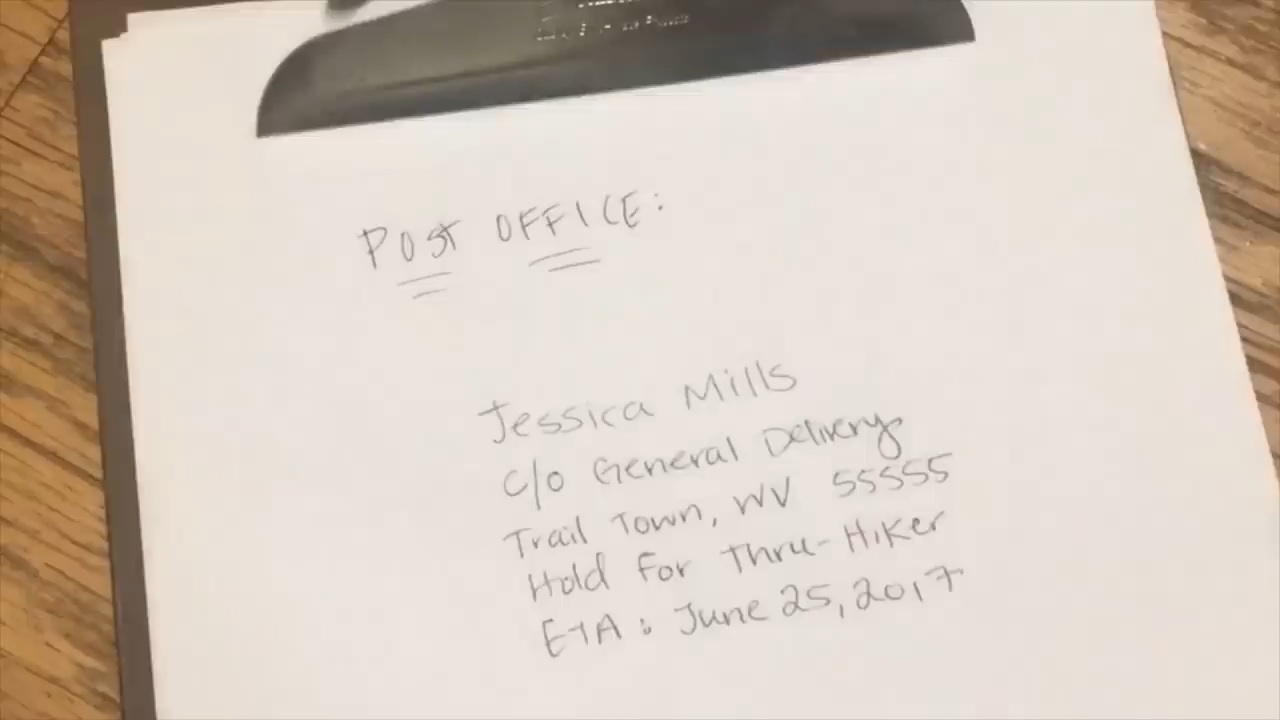 POST OFFICE:
Jessica Mills
c/o General Delivery
Trail Town, WV 55555
Hold for Thru-Hiker
ETA: June 25, 2017